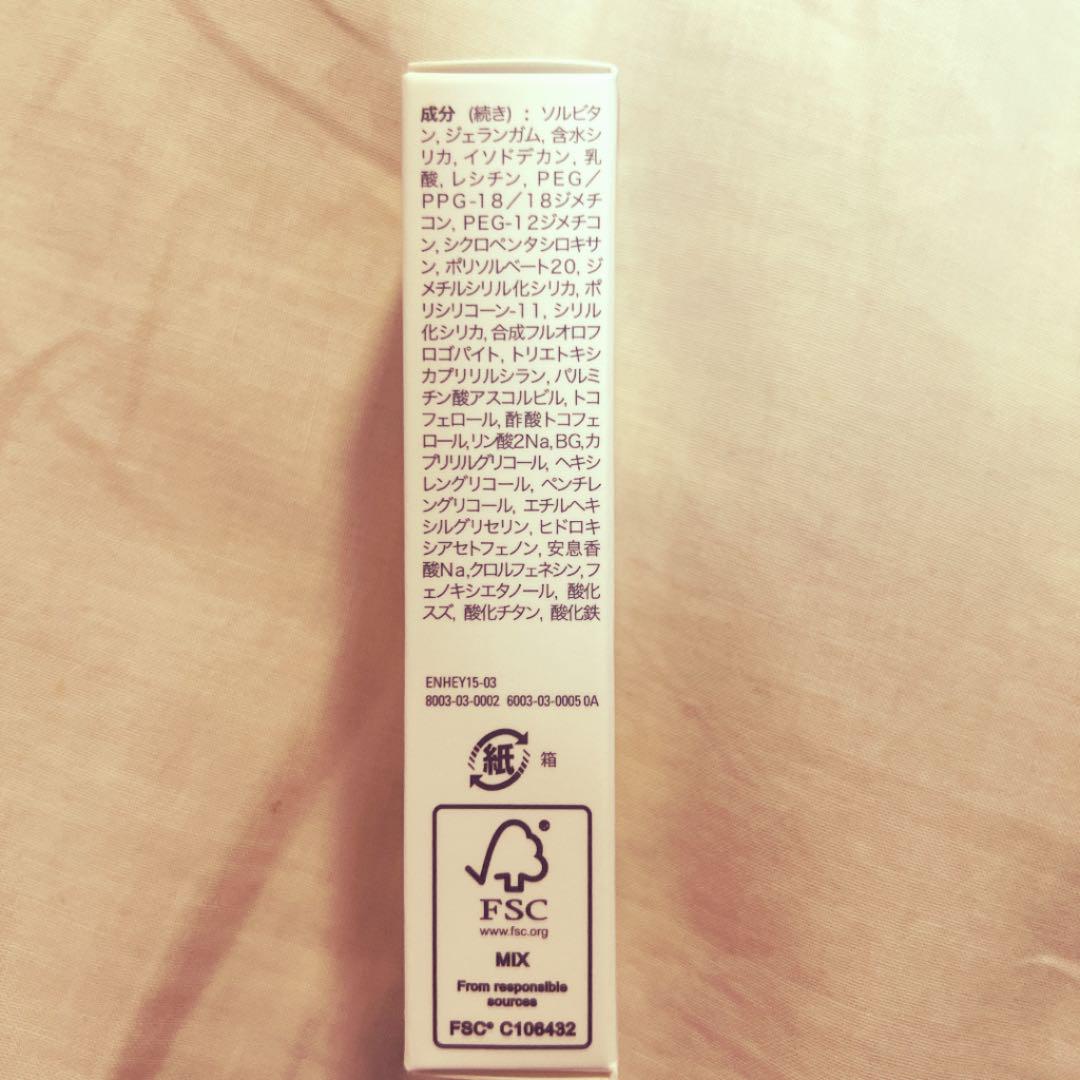 成分 (続き) : ソルビタ
ン, ジェランガム, 含水シ
リカ, イソドデカン, 乳
酸, レシチン, PEG／
PPG-18／18ジメチ
コン, PEG-12ジメチコ
ン, シクロペンタシロキサ
ン, ポリソルベート20, ジ
メチルシリル化シリカ, ポ
リシリコーン-11, シリル
化シリカ, 合成フルオロフ
ロゴパイト, トリエトキシ
カプリリルシラン, パルミ
チン酸アスコルビル, トコ
フェロール, 酢酸トコフェ
ロール, リン酸2Na, BG, カ
プリリルグリコール, ヘキシ
レングリコール, ペンチレ
ングリコール, エチルヘキ
シルグリセリン, ヒドロキ
シアセトフェノン, 安息香
酸Na, クロルフェネシン, フ
ェノキシエタノール, 酸化
スズ, 酸化チタン, 酸化鉄
ENHEY15-03
8003-03-0002 6003-03-0005 0A
紙 箱
FSC
www.fsc.org
MIX
From responsible
sources
FSC® C106432